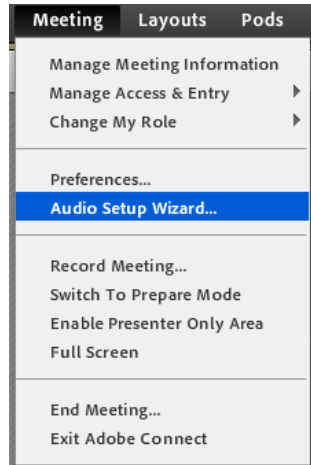 Meeting Layouts Pods
Manage Meeting Information
Manage Access & Entry
Change My Role
Preferences...
Audio Setup Wizard...
Record Meeting...
Switch To Prepare Mode
Enable Presenter Only Area
Full Screen
End Meeting...
Exit Adobe Connect